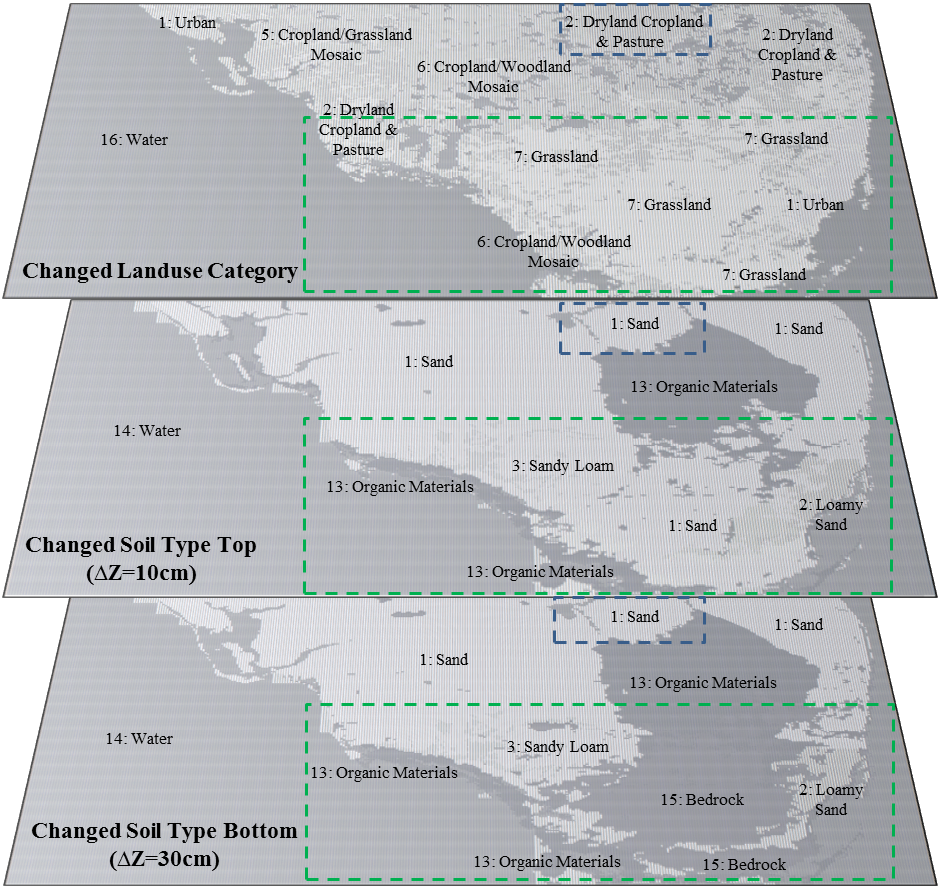 1: Urban
5: Cropland/Grassland
Mosaic
2: Dryland Cropland
& Pasture
2: Dryland
Cropland &
Pasture
6: Cropland/Woodland
Mosaic
2: Dryland
Cropland &
Pasture
16: Water
7: Grassland
7: Grassland
7: Grassland
1: Urban
6: Cropland/Woodland
Mosaic
7: Grassland
Changed Landuse Category
1: Sand
1: Sand
1: Sand
13: Organic Materials
14: Water
3: Sandy Loam
13: Organic Materials
2: Loamy
Sand
1: Sand
13: Organic Materials
Changed Soil Type Top
(ΔZ=10cm)
1: Sand
1: Sand
1: Sand
13: Organic Materials
14: Water
3: Sandy Loam
13: Organic Materials
15: Bedrock
2: Loamy
Sand
13: Organic Materials
15: Bedrock
Changed Soil Type Bottom
(ΔZ=30cm)